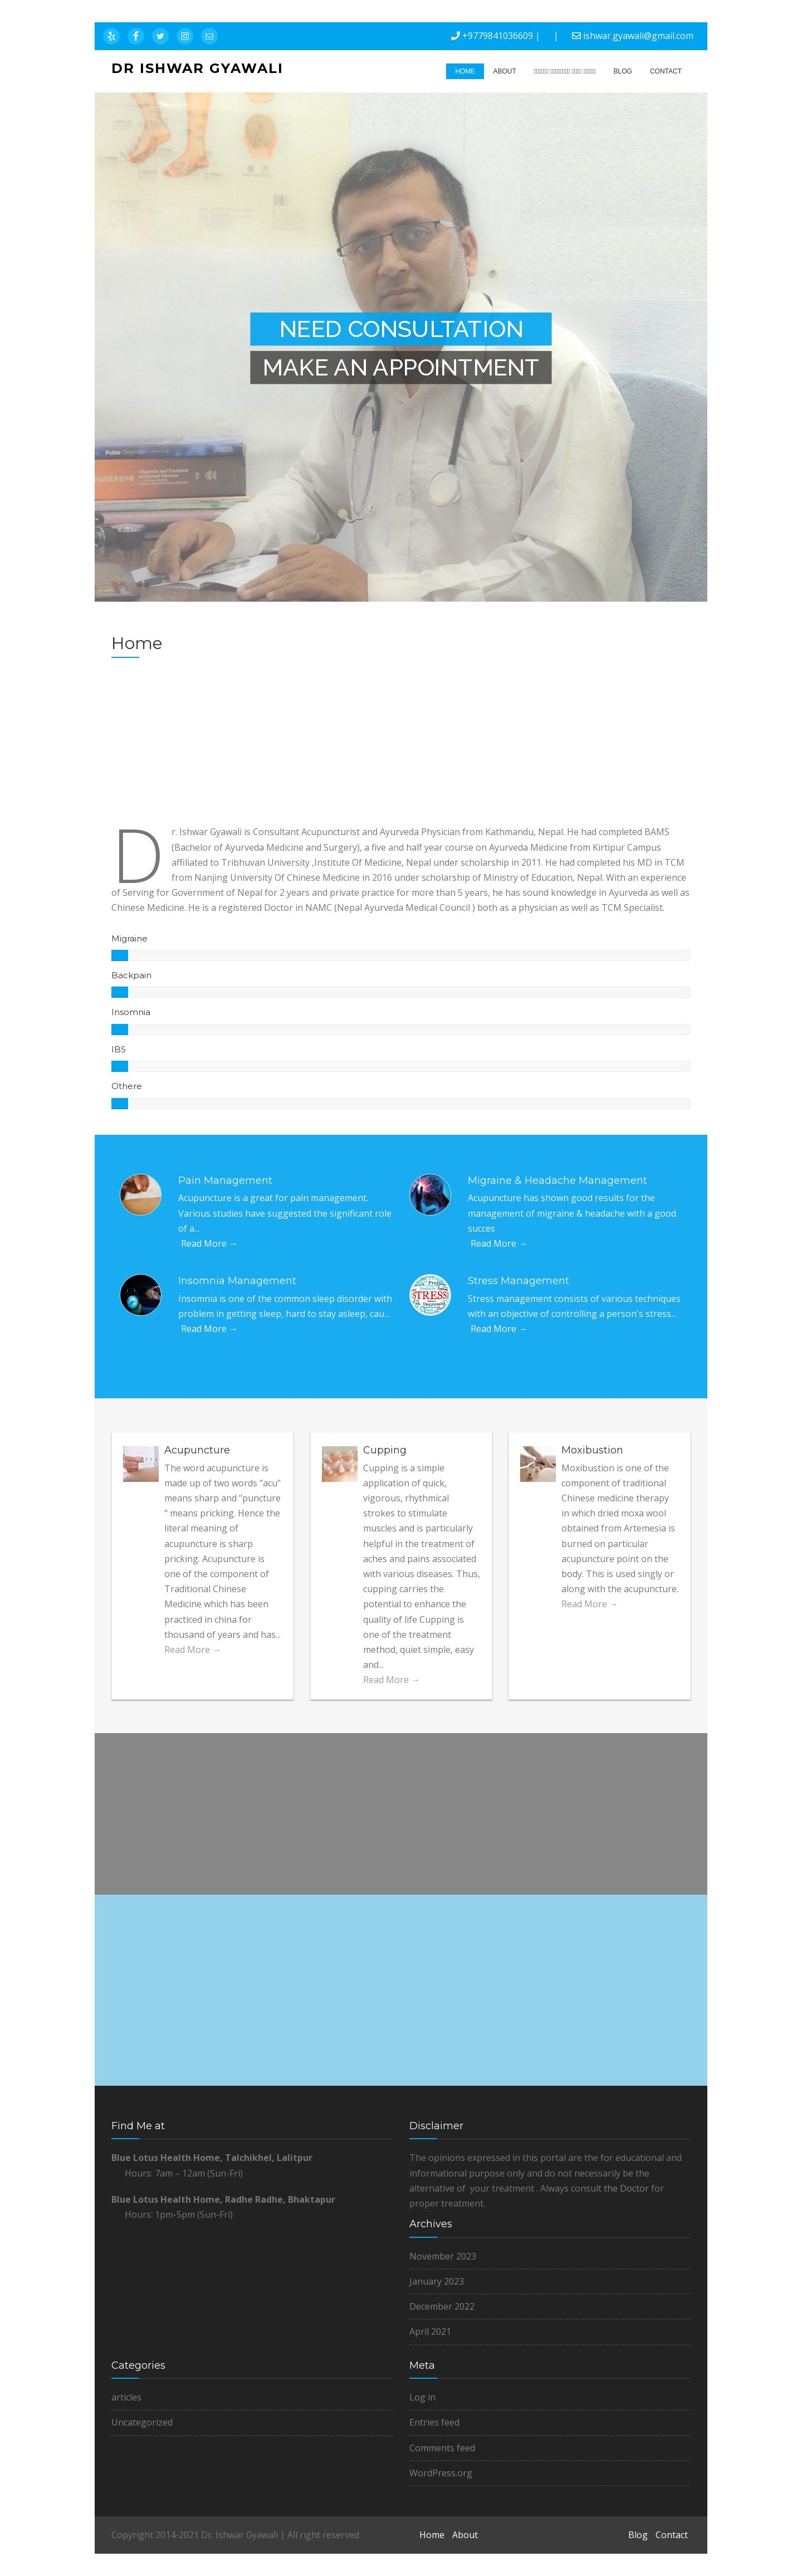 +9779841036609 | | ishwar.gyawali@gmail.com
DR ISHWAR GYAWALI
HOME ABOUT BLOG CONTACT
Pulse Diagnosis
NEED CONSULTATION
MAKE AN APPOINTMENT
Home
Dr. Ishwar Gyawali is Consultant Acupuncturist and Ayurveda Physician from Kathmandu, Nepal. He had completed BAMS
(Bachelor of Ayurveda Medicine and Surgery), a five and half year course on Ayurveda Medicine from Kirtipur Campus
affiliated to Tribhuvan University ,Institute Of Medicine, Nepal under scholarship in 2011. He had completed his MD in TCM
from Nanjing University Of Chinese Medicine in 2016 under scholarship of Ministry of Education, Nepal. With an experience
of Serving for Government of Nepal for 2 years and private practice for more than 5 years, he has sound knowledge in Ayurveda as well as
Chinese Medicine. He is a registered Doctor in NAMC (Nepal Ayurveda Medical Council ) both as a physician as well as TCM Specialist.
Migraine
Backpain
Insomnia
IBS
Othere
Pain Management
Acupuncture is a great for pain management.
Various studies have suggested the significant role
of a...
Read More →
Migraine & Headache Management
Acupuncture has shown good results for the
management of migraine & headache with a good
succes
Read More →
Insomnia Management
Insomnia is one of the common sleep disorder with
problem in getting sleep, hard to stay asleep, cau...
Read More →
STRESS
Stress Management
Stress management consists of various techniques
with an objective of controlling a person's stress...
Read More →
Acupuncture
The word acupuncture is
made up of two words "acu"
means sharp and "puncture
" means pricking. Hence the
literal meaning of
acupuncture is sharp
pricking. Acupuncture is
one of the component of
Traditional Chinese
Medicine which has been
practiced in china for
thousand of years and has...
Read More →
Cupping
Cupping is a simple
application of quick,
vigorous, rhythmical
strokes to stimulate
muscles and is particularly
helpful in the treatment of
aches and pains associated
with various diseases. Thus,
cupping carries the
potential to enhance the
quality of life Cupping is
one of the treatment
method, quiet simple, easy
and...
Read More →
Moxibustion
Moxibustion is one of the
component of traditional
Chinese medicine therapy
in which dried moxa wool
obtained from Artemesia is
burned on particular
acupuncture point on the
body. This is used singly or
along with the acupuncture.
Read More →
Find Me at
Blue Lotus Health Home, Talchikhel, Lalitpur
Hours: 7am – 12am (Sun-Fri)
Blue Lotus Health Home, Radhe Radhe, Bhaktapur
Hours: 1pm-5pm (Sun-Fri)
Disclaimer
The opinions expressed in this portal are the for educational and
informational purpose only and do not necessarily be the
alternative of your treatment . Always consult the Doctor for
proper treatment.
Archives
November 2023
January 2023
December 2022
April 2021
Categories
articles
Uncategorized
Meta
Log in
Entries feed
Comments feed
WordPress.org
Copyright 2014-2021 Dr. Ishwar Gyawali | All right reserved
Home About Blog Contact